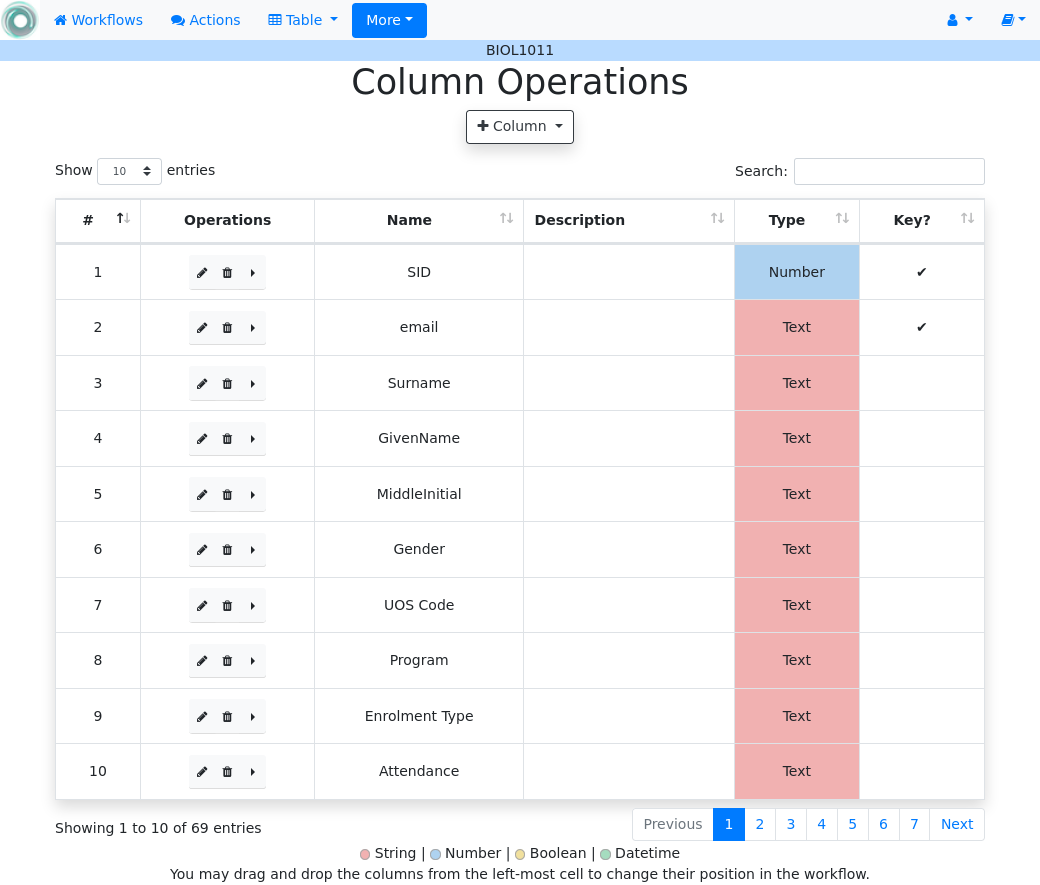 Workflows Actions Table More
BIOL1011
Column Operations
+ Column
Show 10 entries Search:
# Operations Name Description Type Key?
1 SID Number ✔
2 email Text ✔
3 Surname Text
4 GivenName Text
5 MiddleInitial Text
6 Gender Text
7 UOS Code Text
8 Program Text
9 Enrolment Type Text
10 Attendance Text
Showing 1 to 10 of 69 entries Previous 1 2 3 4 5 6 7 Next
String | Number | Boolean | Datetime
You may drag and drop the columns from the left-most cell to change their position in the workflow.